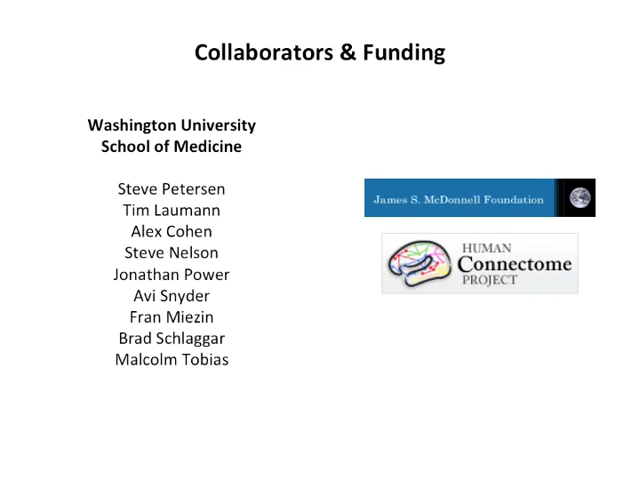 Collaborators & Funding
Washington University
School of Medicine
Steve Petersen
Tim Laumann
Alex Cohen
Steve Nelson
Jonathan Power
Avi Snyder
Fran Miezin
Brad Schlaggar
Malcolm Tobias
James S. McDonnell Foundation
HUMAN
Connectome
PROJECT